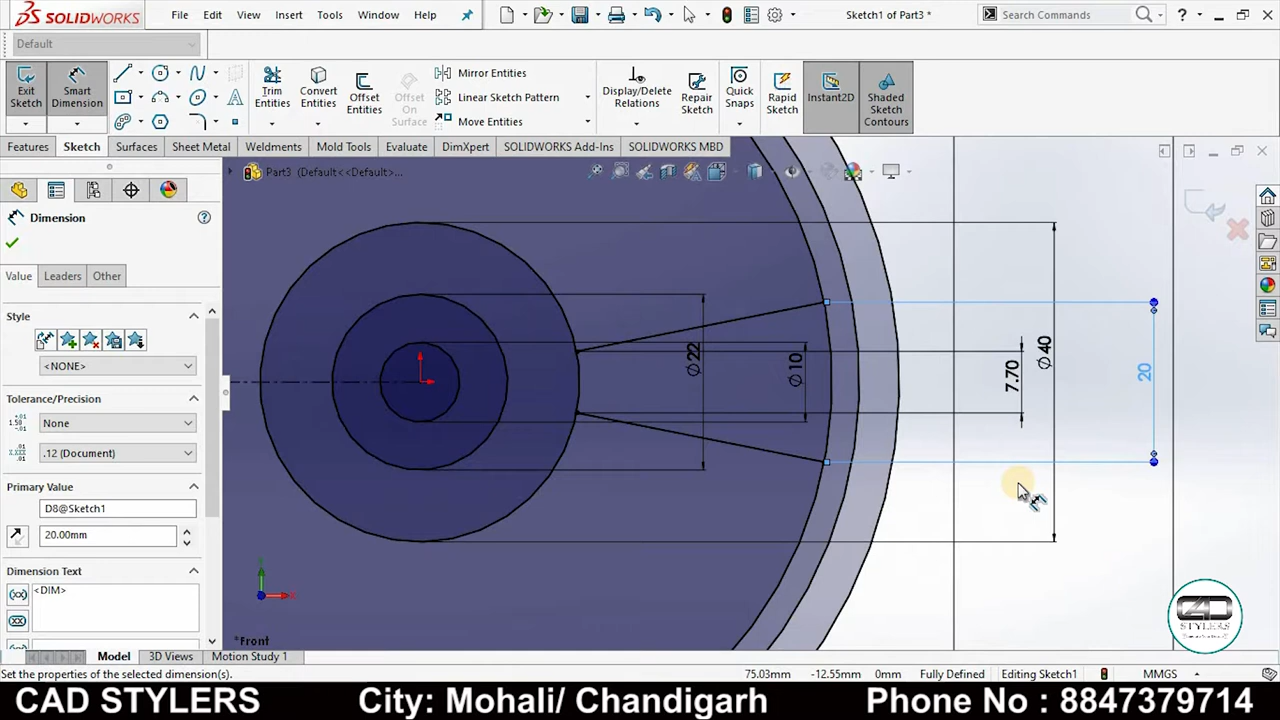 SOLIDWORKS
File Edit View Insert Tools Window Help
Sketch1 of Part3 *
Search Commands
?
Default
Exit Sketch
Smart Dimension
Trim Entities
Convert Entities
Offset Entities
Offset On Surface
Mirror Entities
Linear Sketch Pattern
Move Entities
Display/Delete Relations
Repair Sketch
Quick Snaps
Rapid Sketch
Instant2D
Shaded Sketch Contours
Featu Sketch Surfaces Sheet Metal Weldments Mold Tools Evaluate DimXpert SOLIDWORKS Add-Ins SOLIDWORKS MBD
Part3 (Default<<Default>...
Dimension
Value Leaders Other
Style
<NONE>
Tolerance/Precision
None
.12 (Document)
Primary Value
D8@Sketch1
20.00mm
Dimension Text
<DIM>
Ø22
Ø10
7.70
Ø40
20
*Front
STYLERS
Model 3D Views Motion Study 1
Set the properties of the selected dimension(s).
75.03mm -12.55mm 0mm Fully Defined Editing Sketch1 MMGS
CAD STYLERS City: Mohali/ Chandigarh Phone No : 8847379714